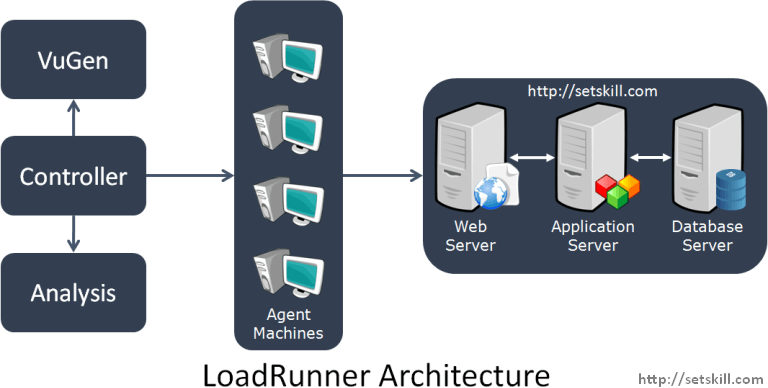 VuGen
Controller
Analysis
Agent
Machines
http://setskill.com
Web
Server
Application
Server
Database
Server
LoadRunner Architecture
http://setskill.com